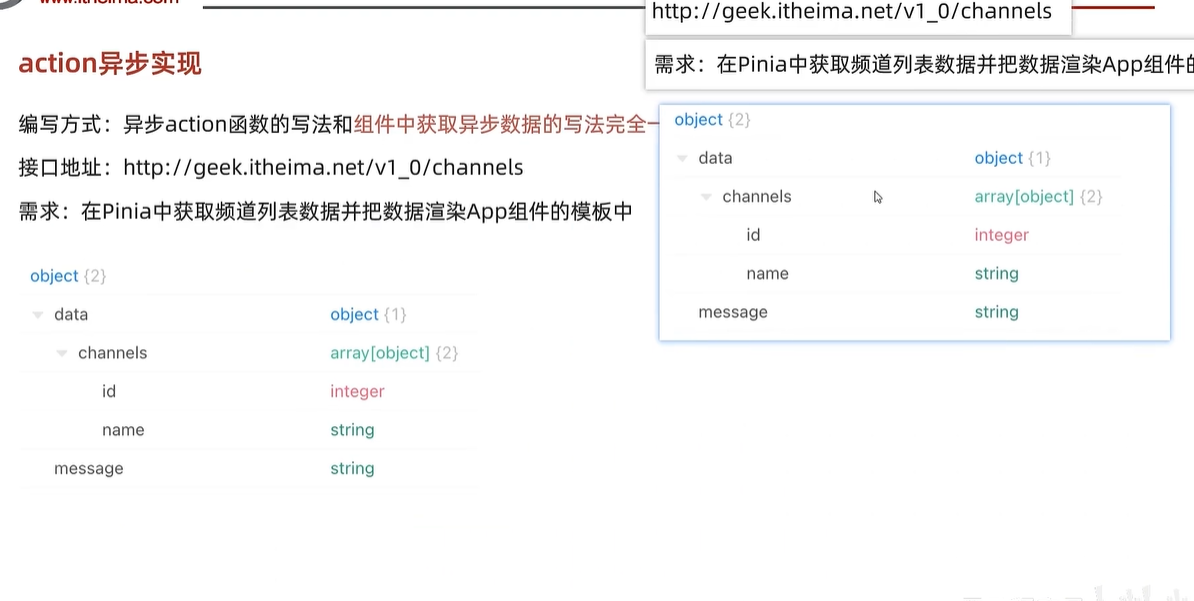 www.itheima.com
action异步实现
编写方式：异步action函数的写法和组件中获取异步数据的写法完全一
接口地址：http://geek.itheima.net/v1_0/channels
需求：在Pinia中获取频道列表数据并把数据渲染App组件的模板中
object {2}
data object {1}
channels array[object] {2}
id integer
name string
message string
http://geek.itheima.net/v1_0/channels
需求：在Pinia中获取频道列表数据并把数据渲染App组件的
object {2}
data object {1}
channels array[object] {2}
id integer
name string
message string